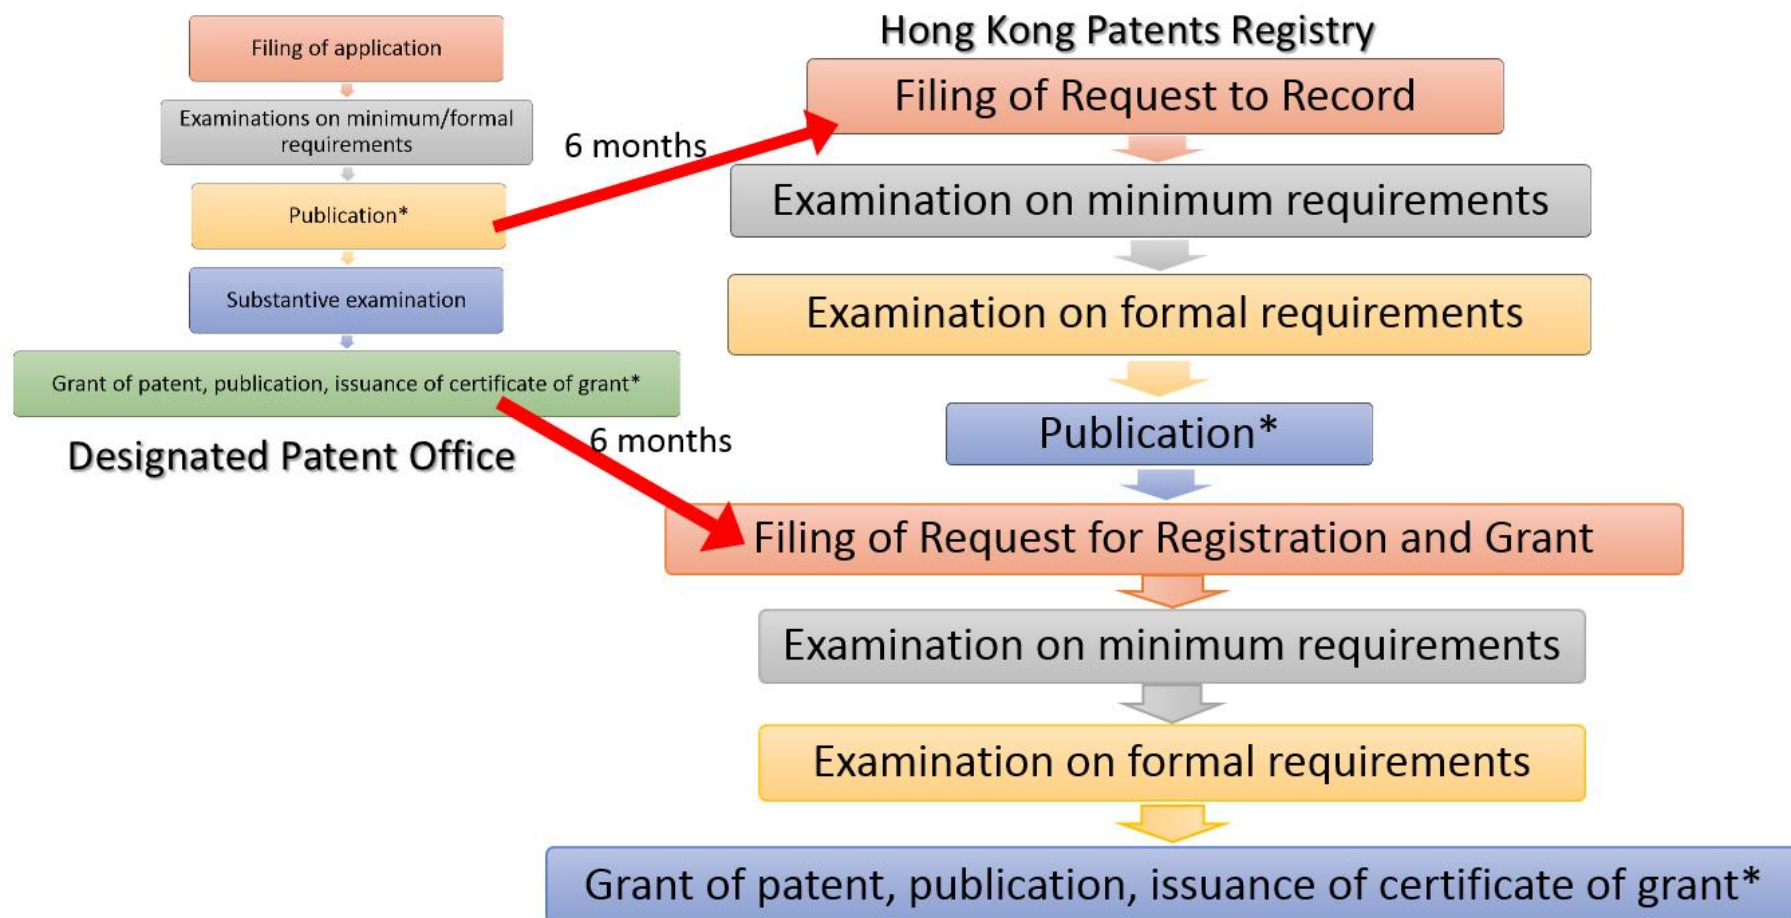 Filing of application
Examinations on minimum/formal
requirements
Publication*
Substantive examination
Grant of patent, publication, issuance of certificate of grant*
Designated Patent Office
6 months
6 months
Hong Kong Patents Registry
Filing of Request to Record
Examination on minimum requirements
Examination on formal requirements
Publication*
Filing of Request for Registration and Grant
Examination on minimum requirements
Examination on formal requirements
Grant of patent, publication, issuance of certificate of grant*